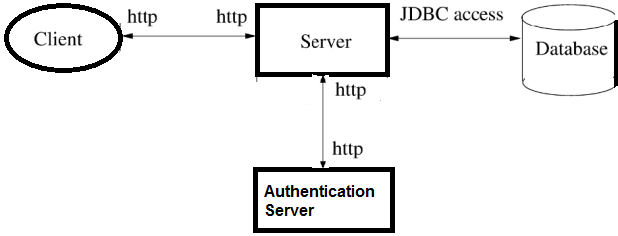 http
http
JDBC access
Client
Server
Database
http
http
Authentication
Server